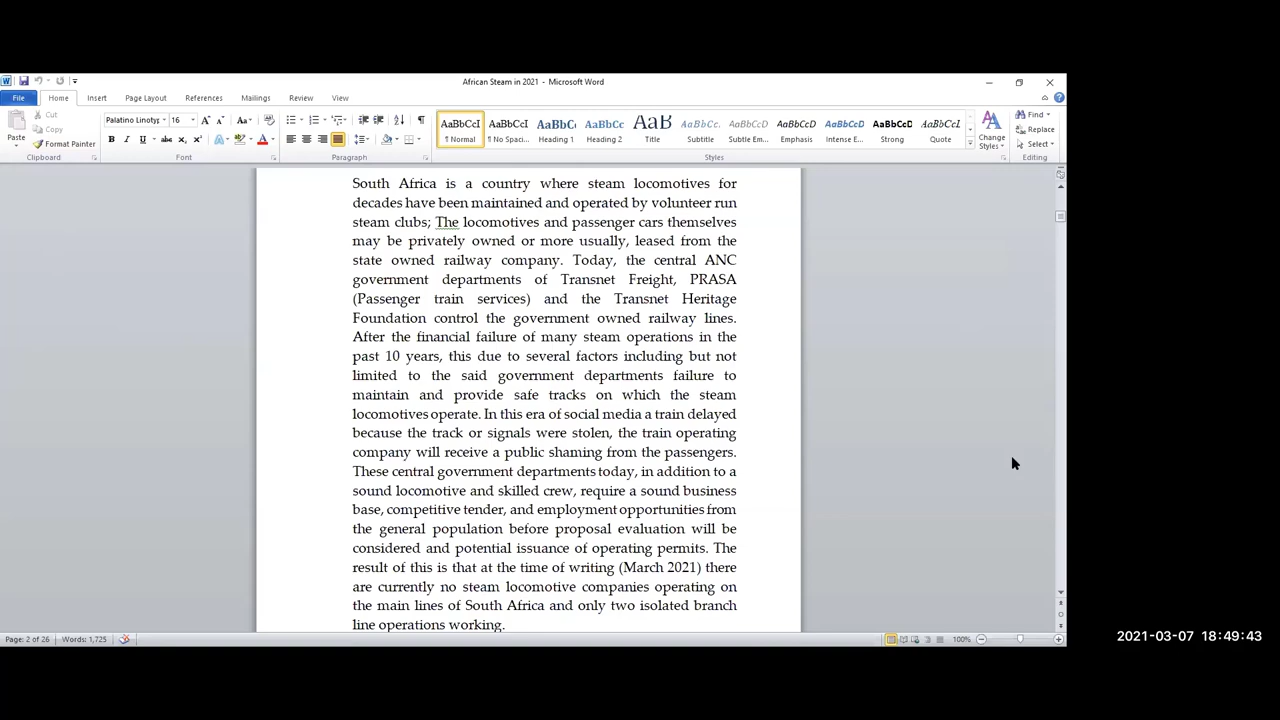 African Steam in 2021 - Microsoft Word
File Home Insert Page Layout References Mailings Review View
Paste
Cut
Copy
Format Painter
Clipboard
Palatino Linoty 16
Font
Paragraph
AaBbCcI AaBbCcI AaBbC AaBbCc AaB AaBbCc. AaBbCcD AaBbCcD AaBbCcD AaBbCcD AaBbCcI
¶ Normal ¶ No Spaci... Heading 1 Heading 2 Title Subtitle Subtle Em... Emphasis Intense E... Strong Quote
Styles
Change Styles
Find
Replace
Select
Editing
South Africa is a country where steam locomotives for
decades have been maintained and operated by volunteer run
steam clubs; The locomotives and passenger cars themselves
may be privately owned or more usually, leased from the
state owned railway company. Today, the central ANC
government departments of Transnet Freight, PRASA
(Passenger train services) and the Transnet Heritage
Foundation control the government owned railway lines.
After the financial failure of many steam operations in the
past 10 years, this due to several factors including but not
limited to the said government departments failure to
maintain and provide safe tracks on which the steam
locomotives operate. In this era of social media a train delayed
because the track or signals were stolen, the train operating
company will receive a public shaming from the passengers.
These central government departments today, in addition to a
sound locomotive and skilled crew, require a sound business
base, competitive tender, and employment opportunities from
the general population before proposal evaluation will be
considered and potential issuance of operating permits. The
result of this is that at the time of writing (March 2021) there
are currently no steam locomotive companies operating on
the main lines of South Africa and only two isolated branch
line operations working.
Page: 2 of 26 Words: 1,725 100%
2021-03-07 18:49:43